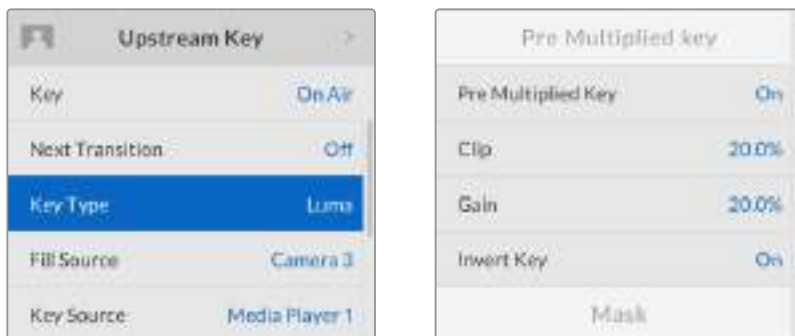 Upstream Key
Key On Air
Next Transition Off
Key Type Luma
Fill Source Camera 3
Key Source Media Player 1
Pre Multiplied key
Pre Multiplied Key On
Clip 20.0%
Gain 20.0%
Invert Key On
Mask